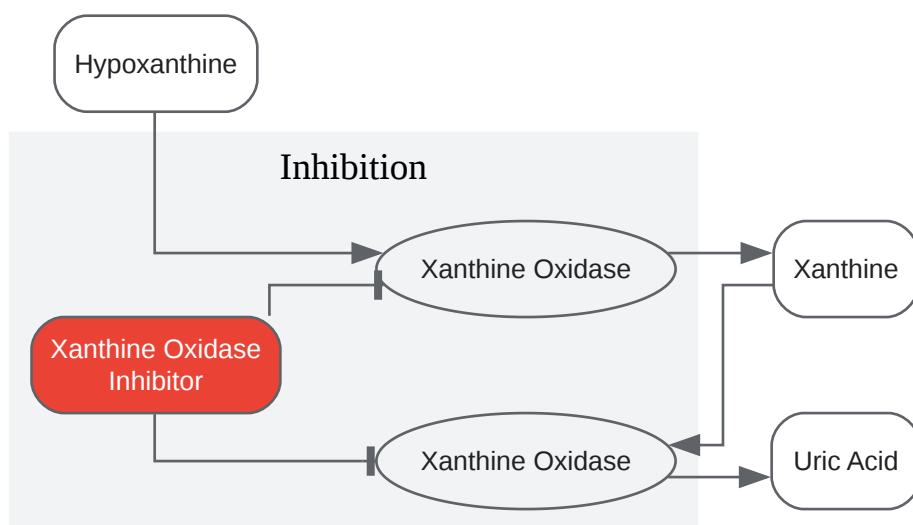 Hypoxanthine
Inhibition
Xanthine Oxidase
Xanthine
Xanthine Oxidase
Inhibitor
Xanthine Oxidase
Uric Acid